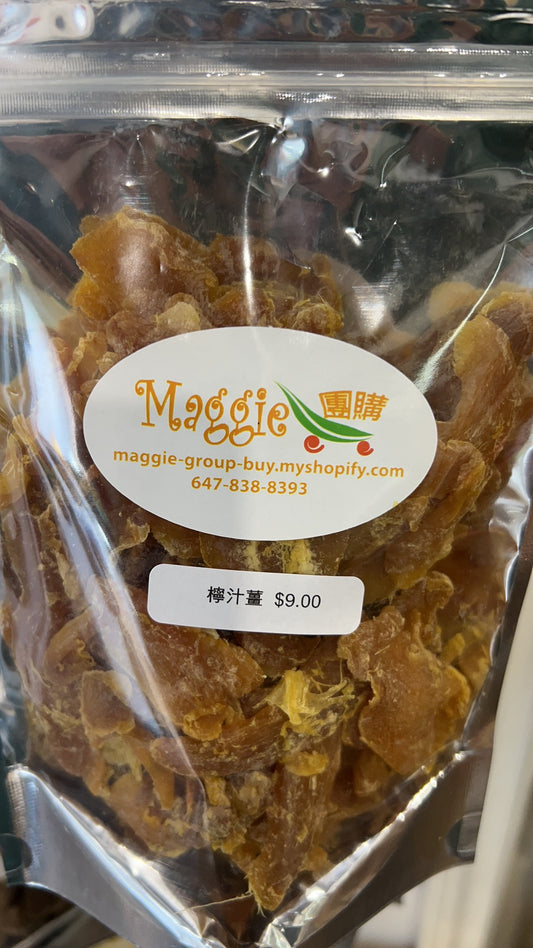 Maggie 團購
maggie-group-buy.myshopify.com
647-838-8393
檸汁薑 $9.00